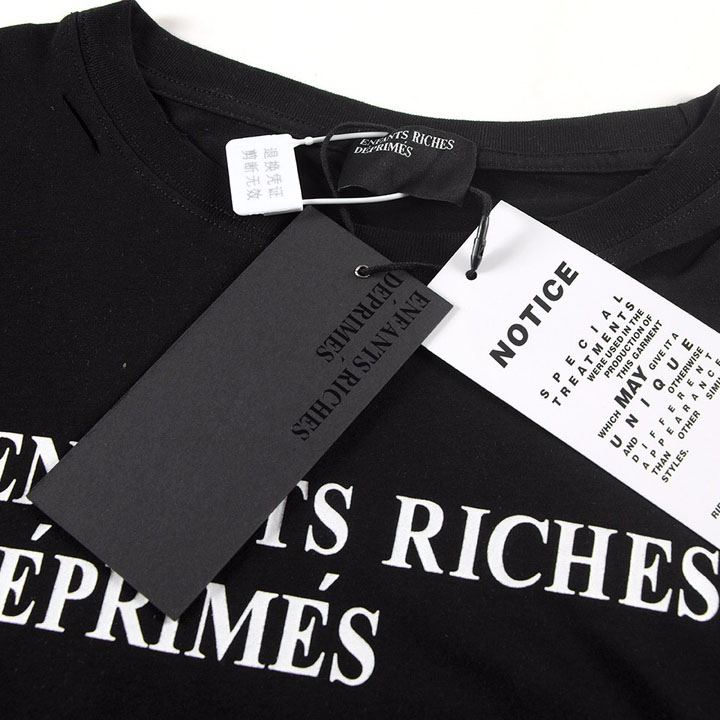 退换凭证
剪断无效
ENFANTS RICHES
DEPRIMÉS
ENFANTS RICHES
DEPRIMÉS
NOTICE
SPECIAL
TREATMENTS
WERE USED IN THE
PRODUCTION OF
THIS GARMENT
WHICH MAY GIVE IT A
UNIQUE
AND OTHERWISE
DIFFERENT
APPEARANCE
THAN OTHER
STYLES.
TS RICHES
ÉPRIMÉS